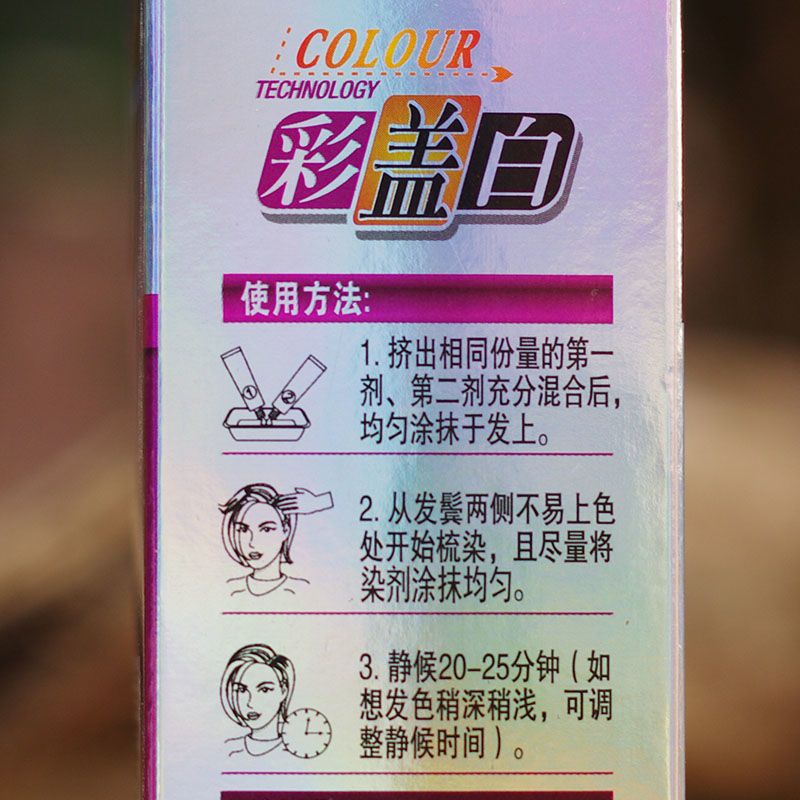 COLOUR
TECHNOLOGY
彩盖白
使用方法:
1. 挤出相同份量的第一
剂、第二剂充分混合后,
均匀涂抹于发上。
1
2
2. 从发鬓两侧不易上色
处开始梳染，且尽量将
染剂涂抹均匀。
3. 静候20-25分钟（如
想发色稍深稍浅，可调
整静候时间）。